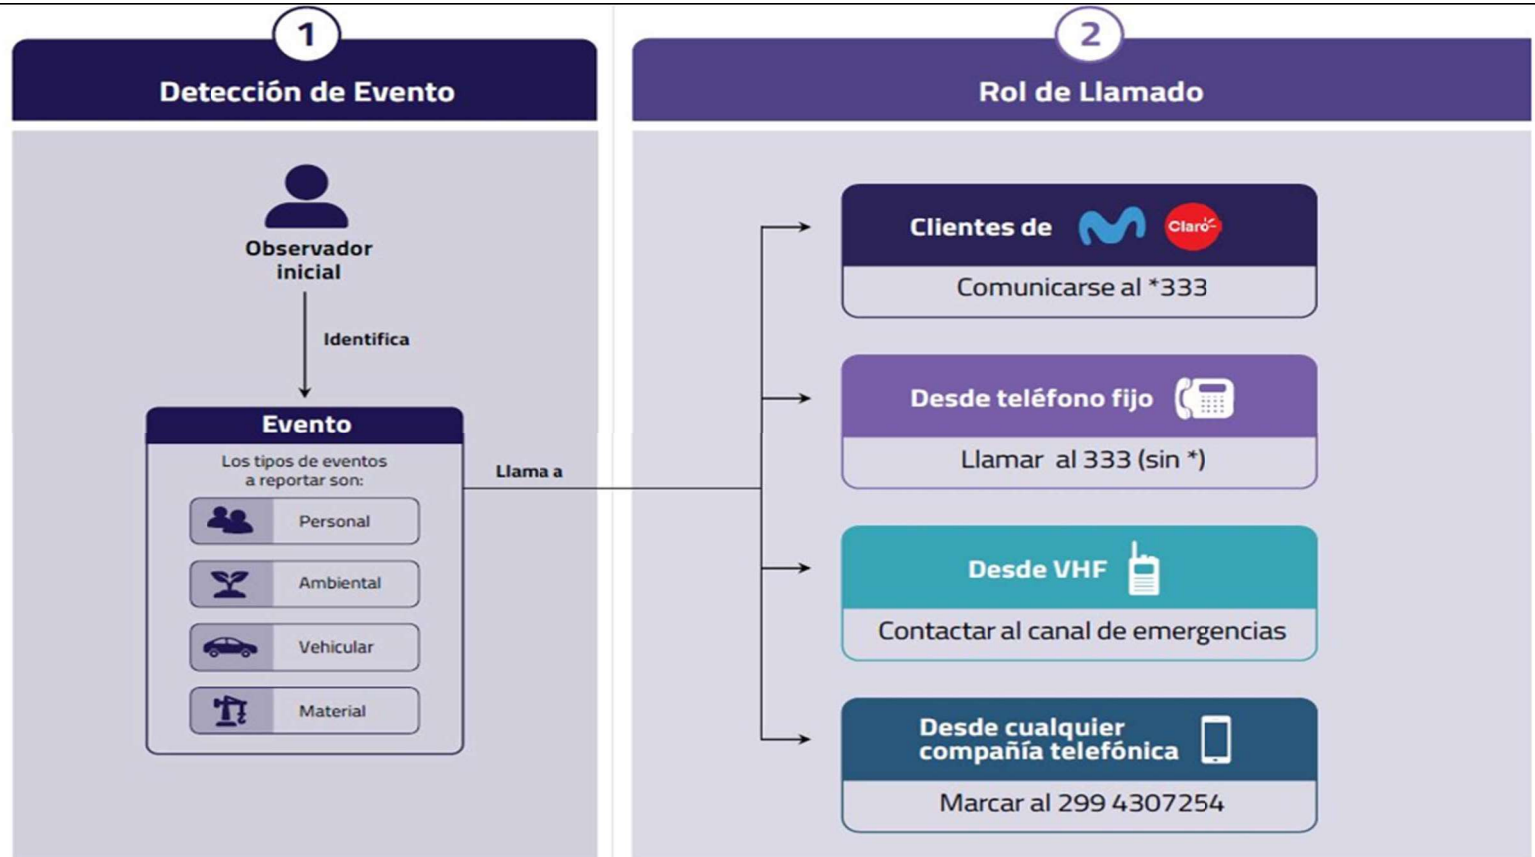 1
Detección de Evento
Observador
inicial
Identifica
Evento
Los tipos de eventos
a reportar son:
Personal
Ambiental
Vehicular
Material
Llama a
2
Rol de Llamado
Clientes de Claro
Comunicarse al *333
Desde teléfono fijo
Llamar al 333 (sin *)
Desde VHF
Contactar al canal de emergencias
Desde cualquier
compañía telefónica
Marcar al 299 4307254